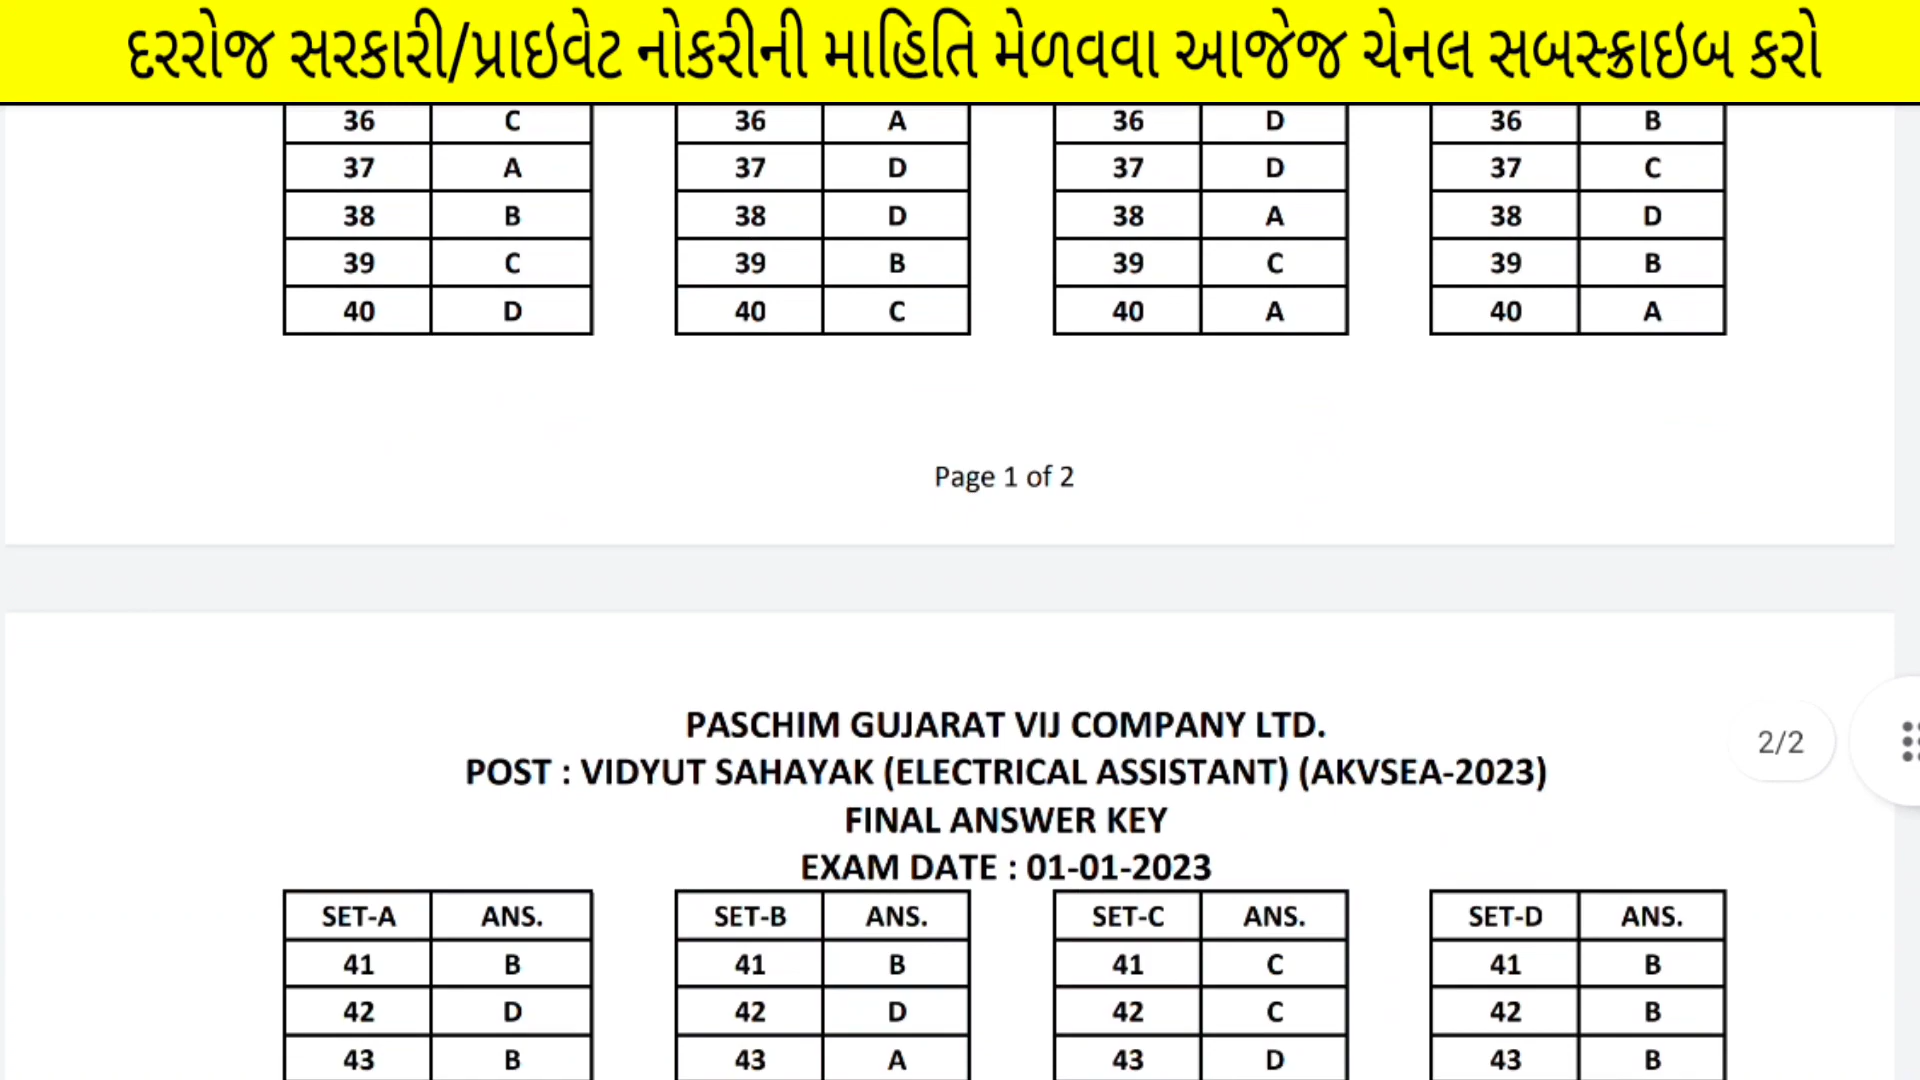 દરરોજ સરકારી/પ્રાઇવેટ નોકરીની માહિતિ મેળવવા આજેજ ચેનલ સબસ્ક્રાઇબ કરો
36 C 36 A 36 D 36 B
37 A 37 D 37 D 37 C
38 B 38 D 38 A 38 D
39 C 39 B 39 C 39 B
40 D 40 C 40 A 40 A
Page 1 of 2
PASCHIM GUJARAT VIJ COMPANY LTD.
2/2
POST : VIDYUT SAHAYAK (ELECTRICAL ASSISTANT) (AKVSEA-2023)
FINAL ANSWER KEY
EXAM DATE : 01-01-2023
SET-A ANS. SET-B ANS. SET-C ANS. SET-D ANS.
41 B 41 B 41 C 41 B
42 D 42 D 42 C 42 B
43 B 43 A 43 D 43 B